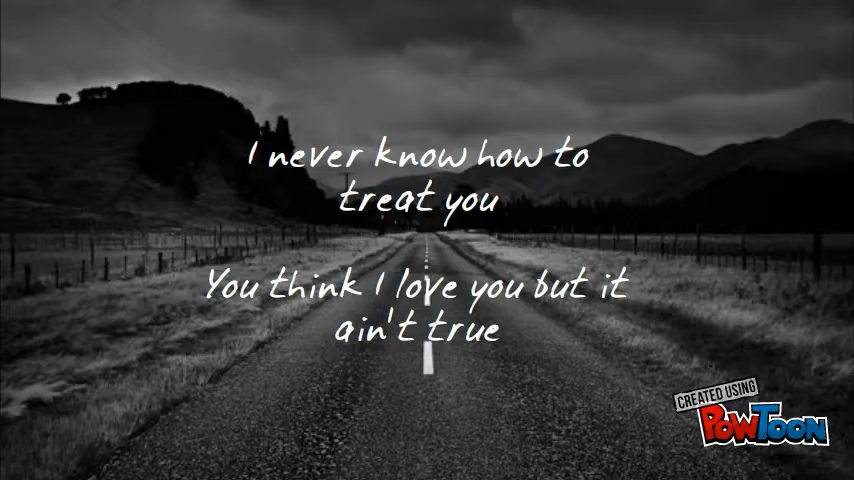 I never know how to
treat you
You think I love you but it
ain't true
CREATED USING
POWTOON